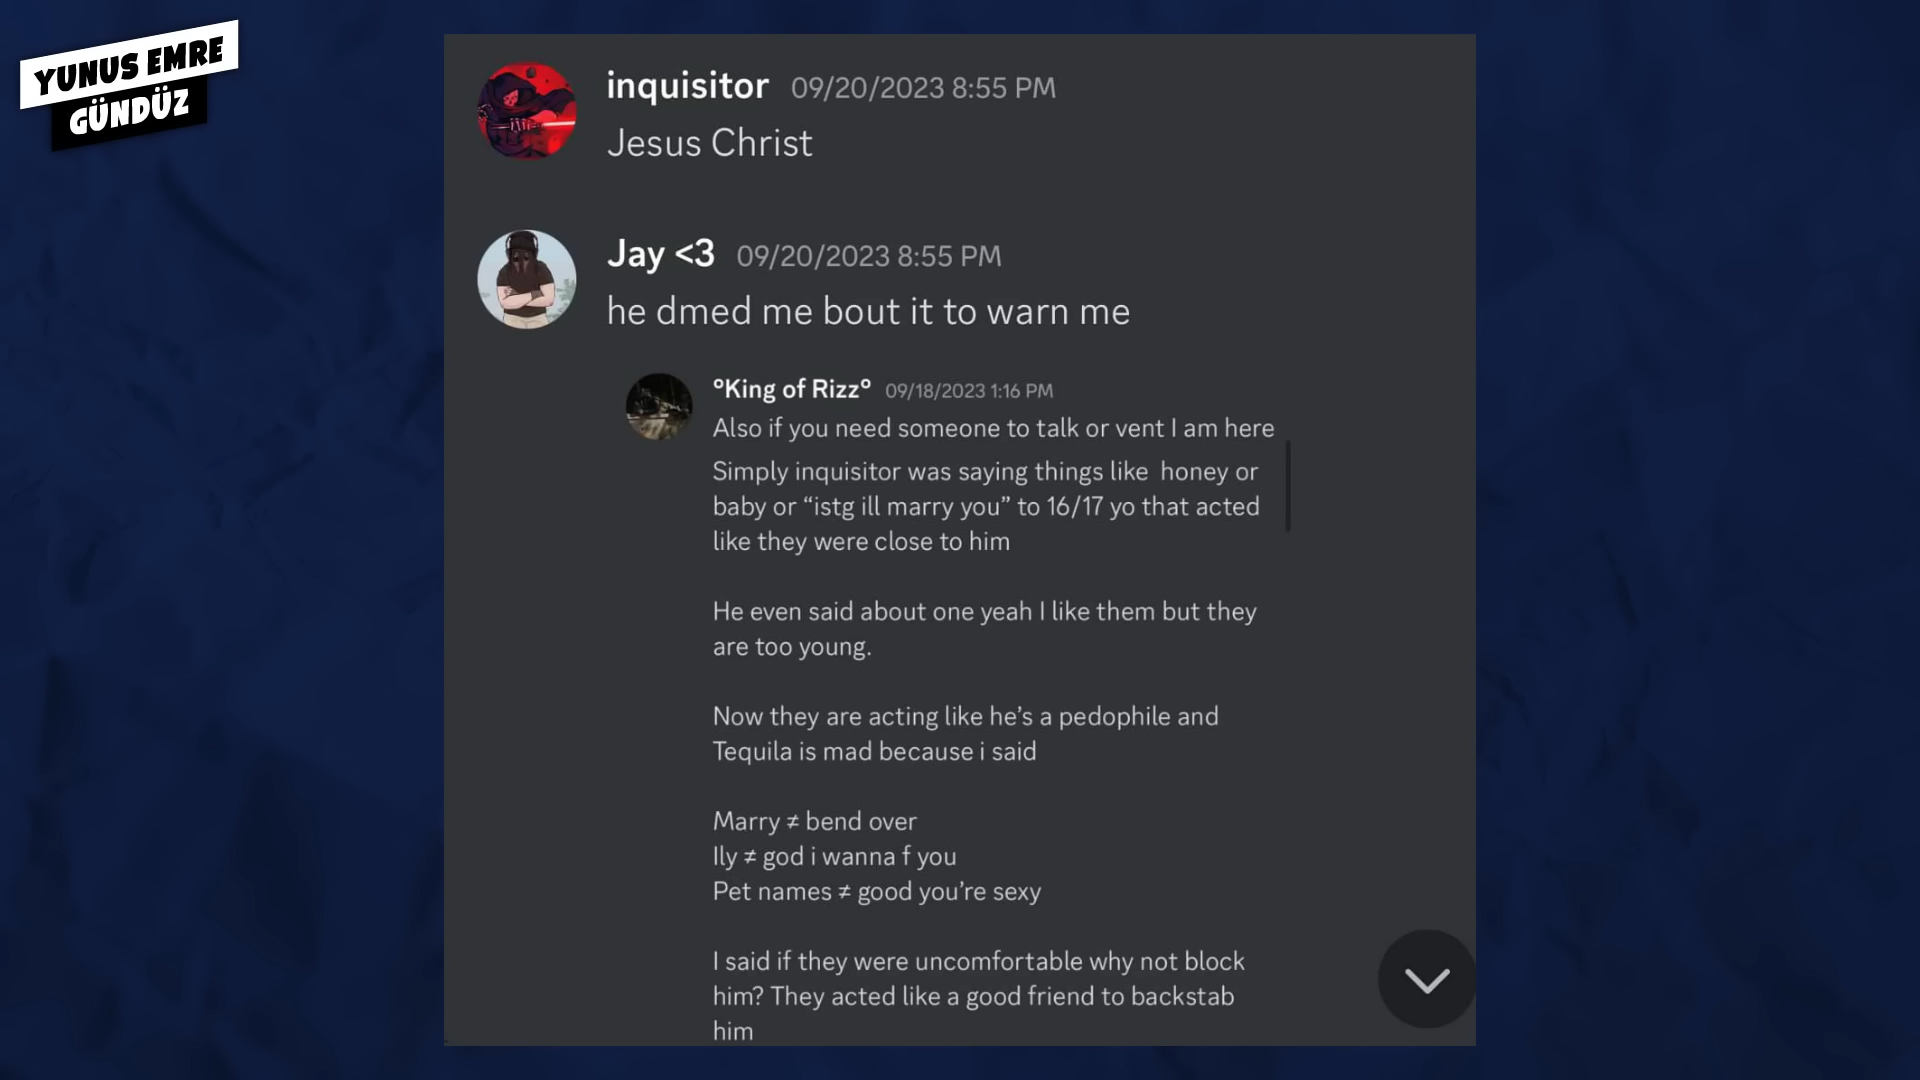 YUNUS EMRE
GÜNDÜZ
inquisitor 09/20/2023 8:55 PM
Jesus Christ
Jay <3 09/20/2023 8:55 PM
he dmed me bout it to warn me
°King of Rizz° 09/18/2023 1:16 PM
Also if you need someone to talk or vent I am here
Simply inquisitor was saying things like  honey or
baby or “istg ill marry you” to 16/17 yo that acted
like they were close to him
He even said about one yeah I like them but they
are too young.
Now they are acting like he’s a pedophile and
Tequila is mad because i said
Marry ≠ bend over
Ily ≠ god i wanna f you
Pet names ≠ good you’re sexy
I said if they were uncomfortable why not block
him? They acted like a good friend to backstab
him